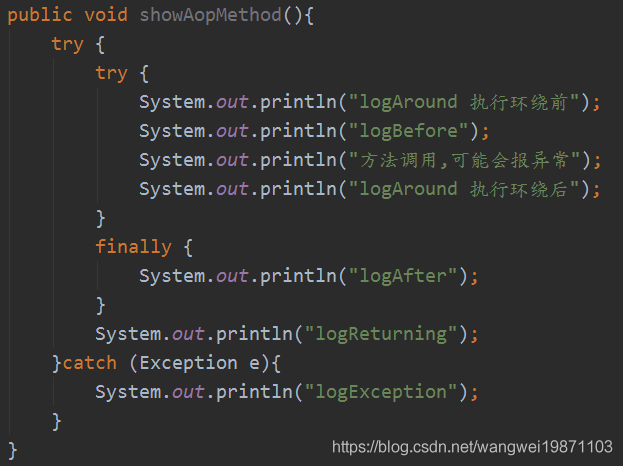 public void showAopMethod(){
try {
try {
System.out.println("logAround 执行环绕前");
System.out.println("logBefore");
System.out.println("方法调用,可能会报异常");
System.out.println("logAround 执行环绕后");
}
finally {
System.out.println("logAfter");
}
System.out.println("logReturning");
}catch (Exception e){
System.out.println("logException");
}
}
https://blog.csdn.net/wangwei19871103